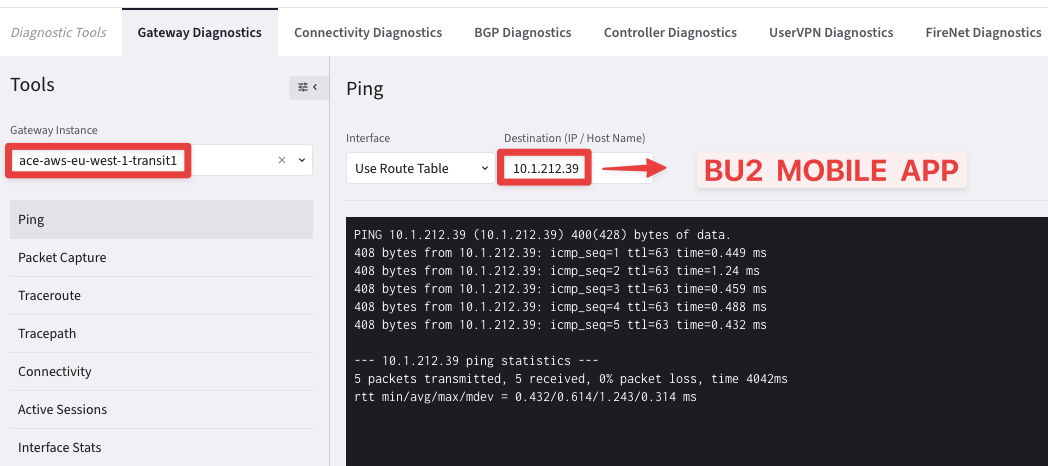 Diagnostic Tools Gateway Diagnostics Connectivity Diagnostics BGP Diagnostics Controller Diagnostics UserVPN Diagnostics FireNet Diagnostics
Tools
Gateway Instance
ace-aws-eu-west-1-transit1
Ping
Packet Capture
Traceroute
Tracepath
Connectivity
Active Sessions
Interface Stats
Ping
Interface Destination (IP / Host Name)
Use Route Table 10.1.212.39 BU2 MOBILE APP
PING 10.1.212.39 (10.1.212.39) 400(428) bytes of data.
408 bytes from 10.1.212.39: icmp_seq=1 ttl=63 time=0.449 ms
408 bytes from 10.1.212.39: icmp_seq=2 ttl=63 time=1.24 ms
408 bytes from 10.1.212.39: icmp_seq=3 ttl=63 time=0.459 ms
408 bytes from 10.1.212.39: icmp_seq=4 ttl=63 time=0.488 ms
408 bytes from 10.1.212.39: icmp_seq=5 ttl=63 time=0.432 ms
--- 10.1.212.39 ping statistics ---
5 packets transmitted, 5 received, 0% packet loss, time 4042ms
rtt min/avg/max/mdev = 0.432/0.614/1.243/0.314 ms